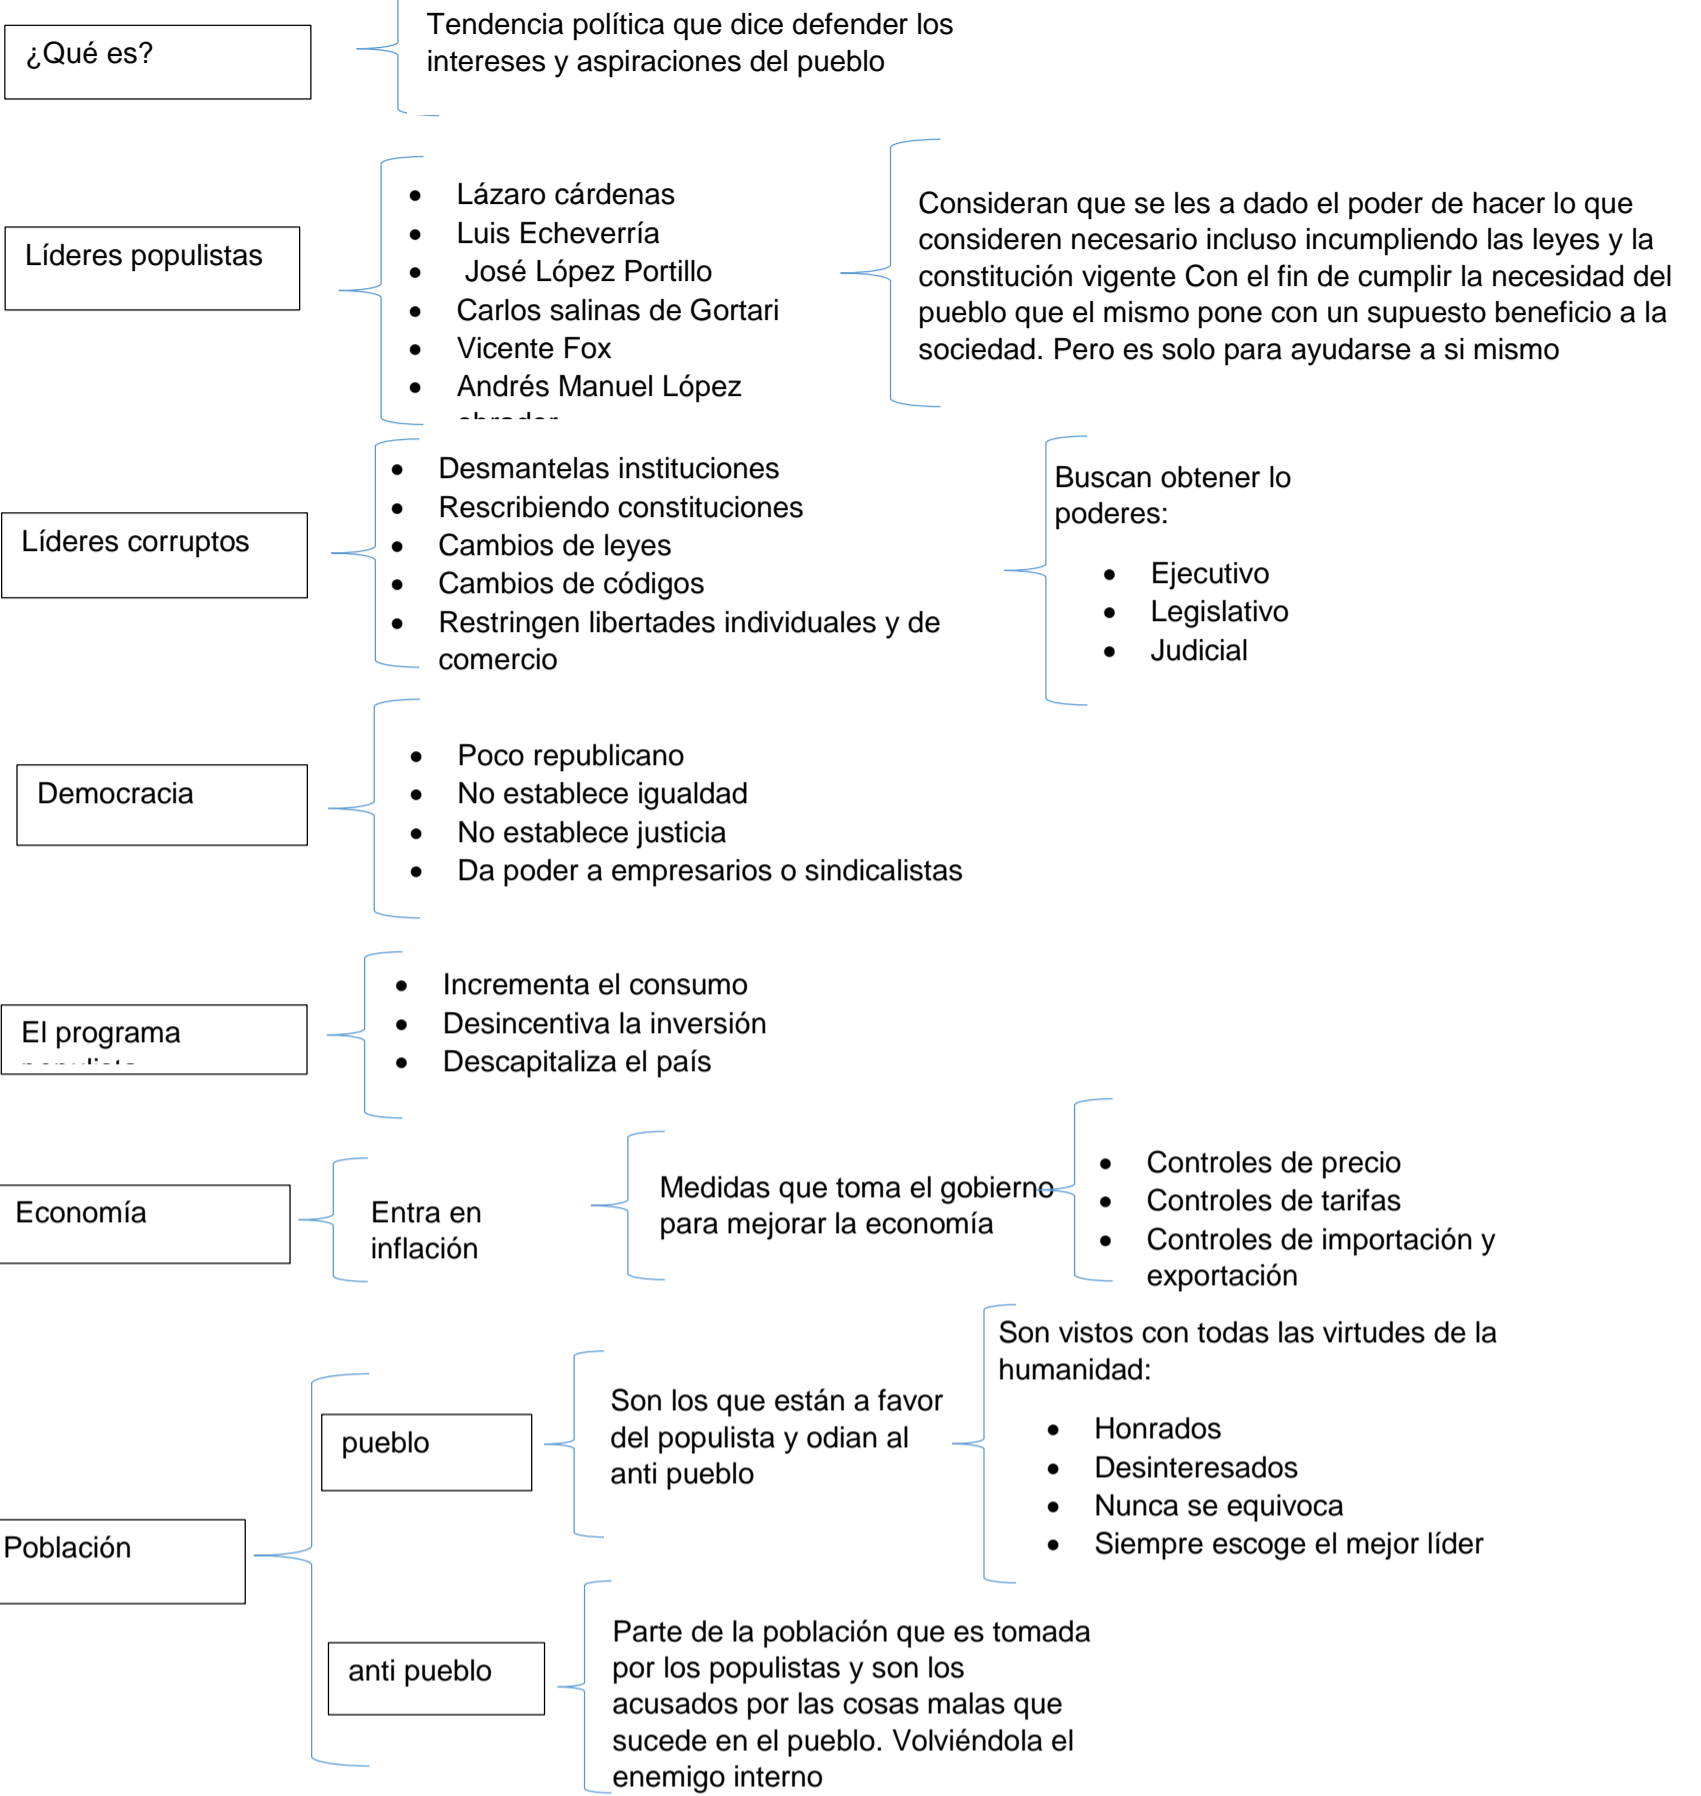 ¿Qué es?
Tendencia política que dice defender los
intereses y aspiraciones del pueblo
Líderes populistas
• Lázaro cárdenas
• Luis Echeverría
• José López Portillo
• Carlos salinas de Gortari
• Vicente Fox
• Andrés Manuel López
Consideran que se les a dado el poder de hacer lo que
consideren necesario incluso incumpliendo las leyes y la
constitución vigente Con el fin de cumplir la necesidad del
pueblo que el mismo pone con un supuesto beneficio a la
sociedad. Pero es solo para ayudarse a si mismo
Líderes corruptos
• Desmantelas instituciones
• Rescribiendo constituciones
• Cambios de leyes
• Cambios de códigos
• Restringen libertades individuales y de
comercio
Buscan obtener lo
poderes:
• Ejecutivo
• Legislativo
• Judicial
Democracia
• Poco republicano
• No establece igualdad
• No establece justicia
• Da poder a empresarios o sindicalistas
El programa
• Incrementa el consumo
• Desincentiva la inversión
• Descapitaliza el país
Economía
Entra en
inflación
Medidas que toma el gobierno
para mejorar la economía
• Controles de precio
• Controles de tarifas
• Controles de importación y
exportación
Población
pueblo
Son los que están a favor
del populista y odian al
anti pueblo
Son vistos con todas las virtudes de la
humanidad:
• Honrados
• Desinteresados
• Nunca se equivoca
• Siempre escoge el mejor líder
anti pueblo
Parte de la población que es tomada
por los populistas y son los
acusados por las cosas malas que
sucede en el pueblo. Volviéndola el
enemigo interno